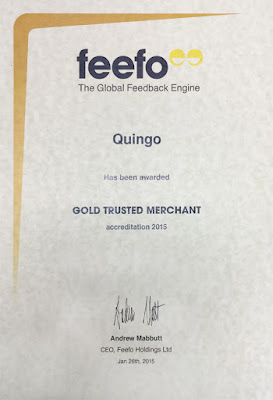 feefo
The Global Feedback Engine
Quingo
Has been awarded
GOLD TRUSTED MERCHANT
accreditation 2015
Andrew Mabbutt
CEO, Feefo Holdings Ltd
Jan 26th, 2015